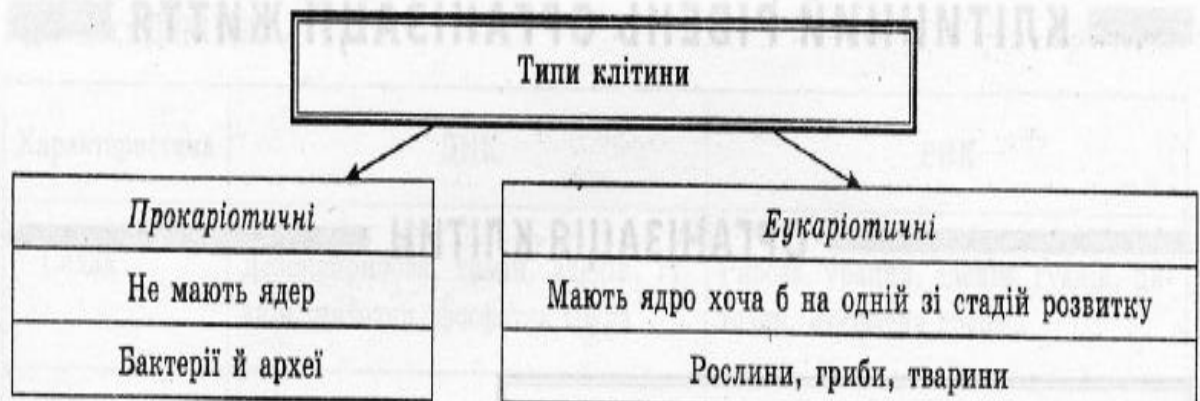 Типи клітини
Прокаріотичні
Еукаріотичні
Не мають ядер
Мають ядро хоча б на одній зі стадій розвитку
Бактерії й археї
Рослини, гриби, тварини